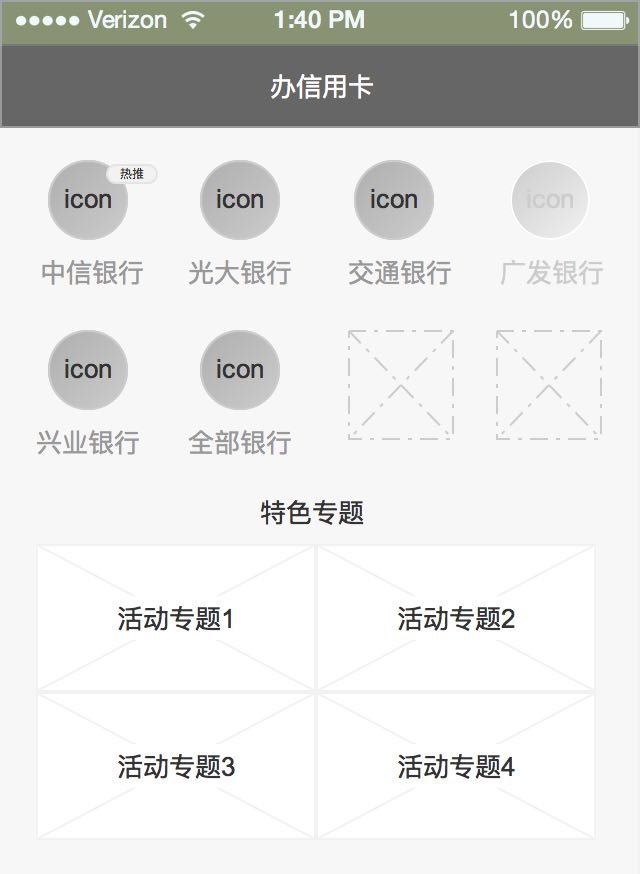 Verizon 1:40 PM 100%
办信用卡
热推
icon icon icon icon
中信银行 光大银行 交通银行 广发银行
icon icon
兴业银行 全部银行
特色专题
活动专题1 活动专题2
活动专题3 活动专题4